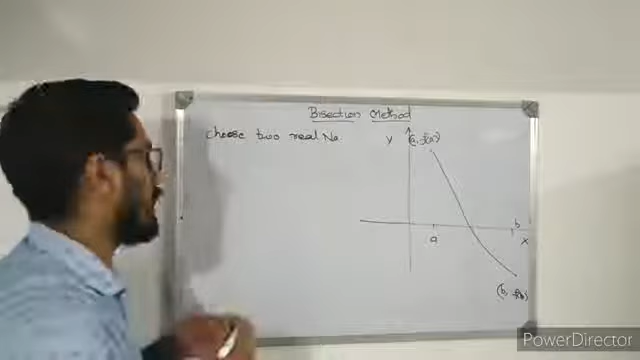 Bisection Method
choose two real No.
Y (a, f(a))
b
a
X
(b, f(b))
PowerDirector